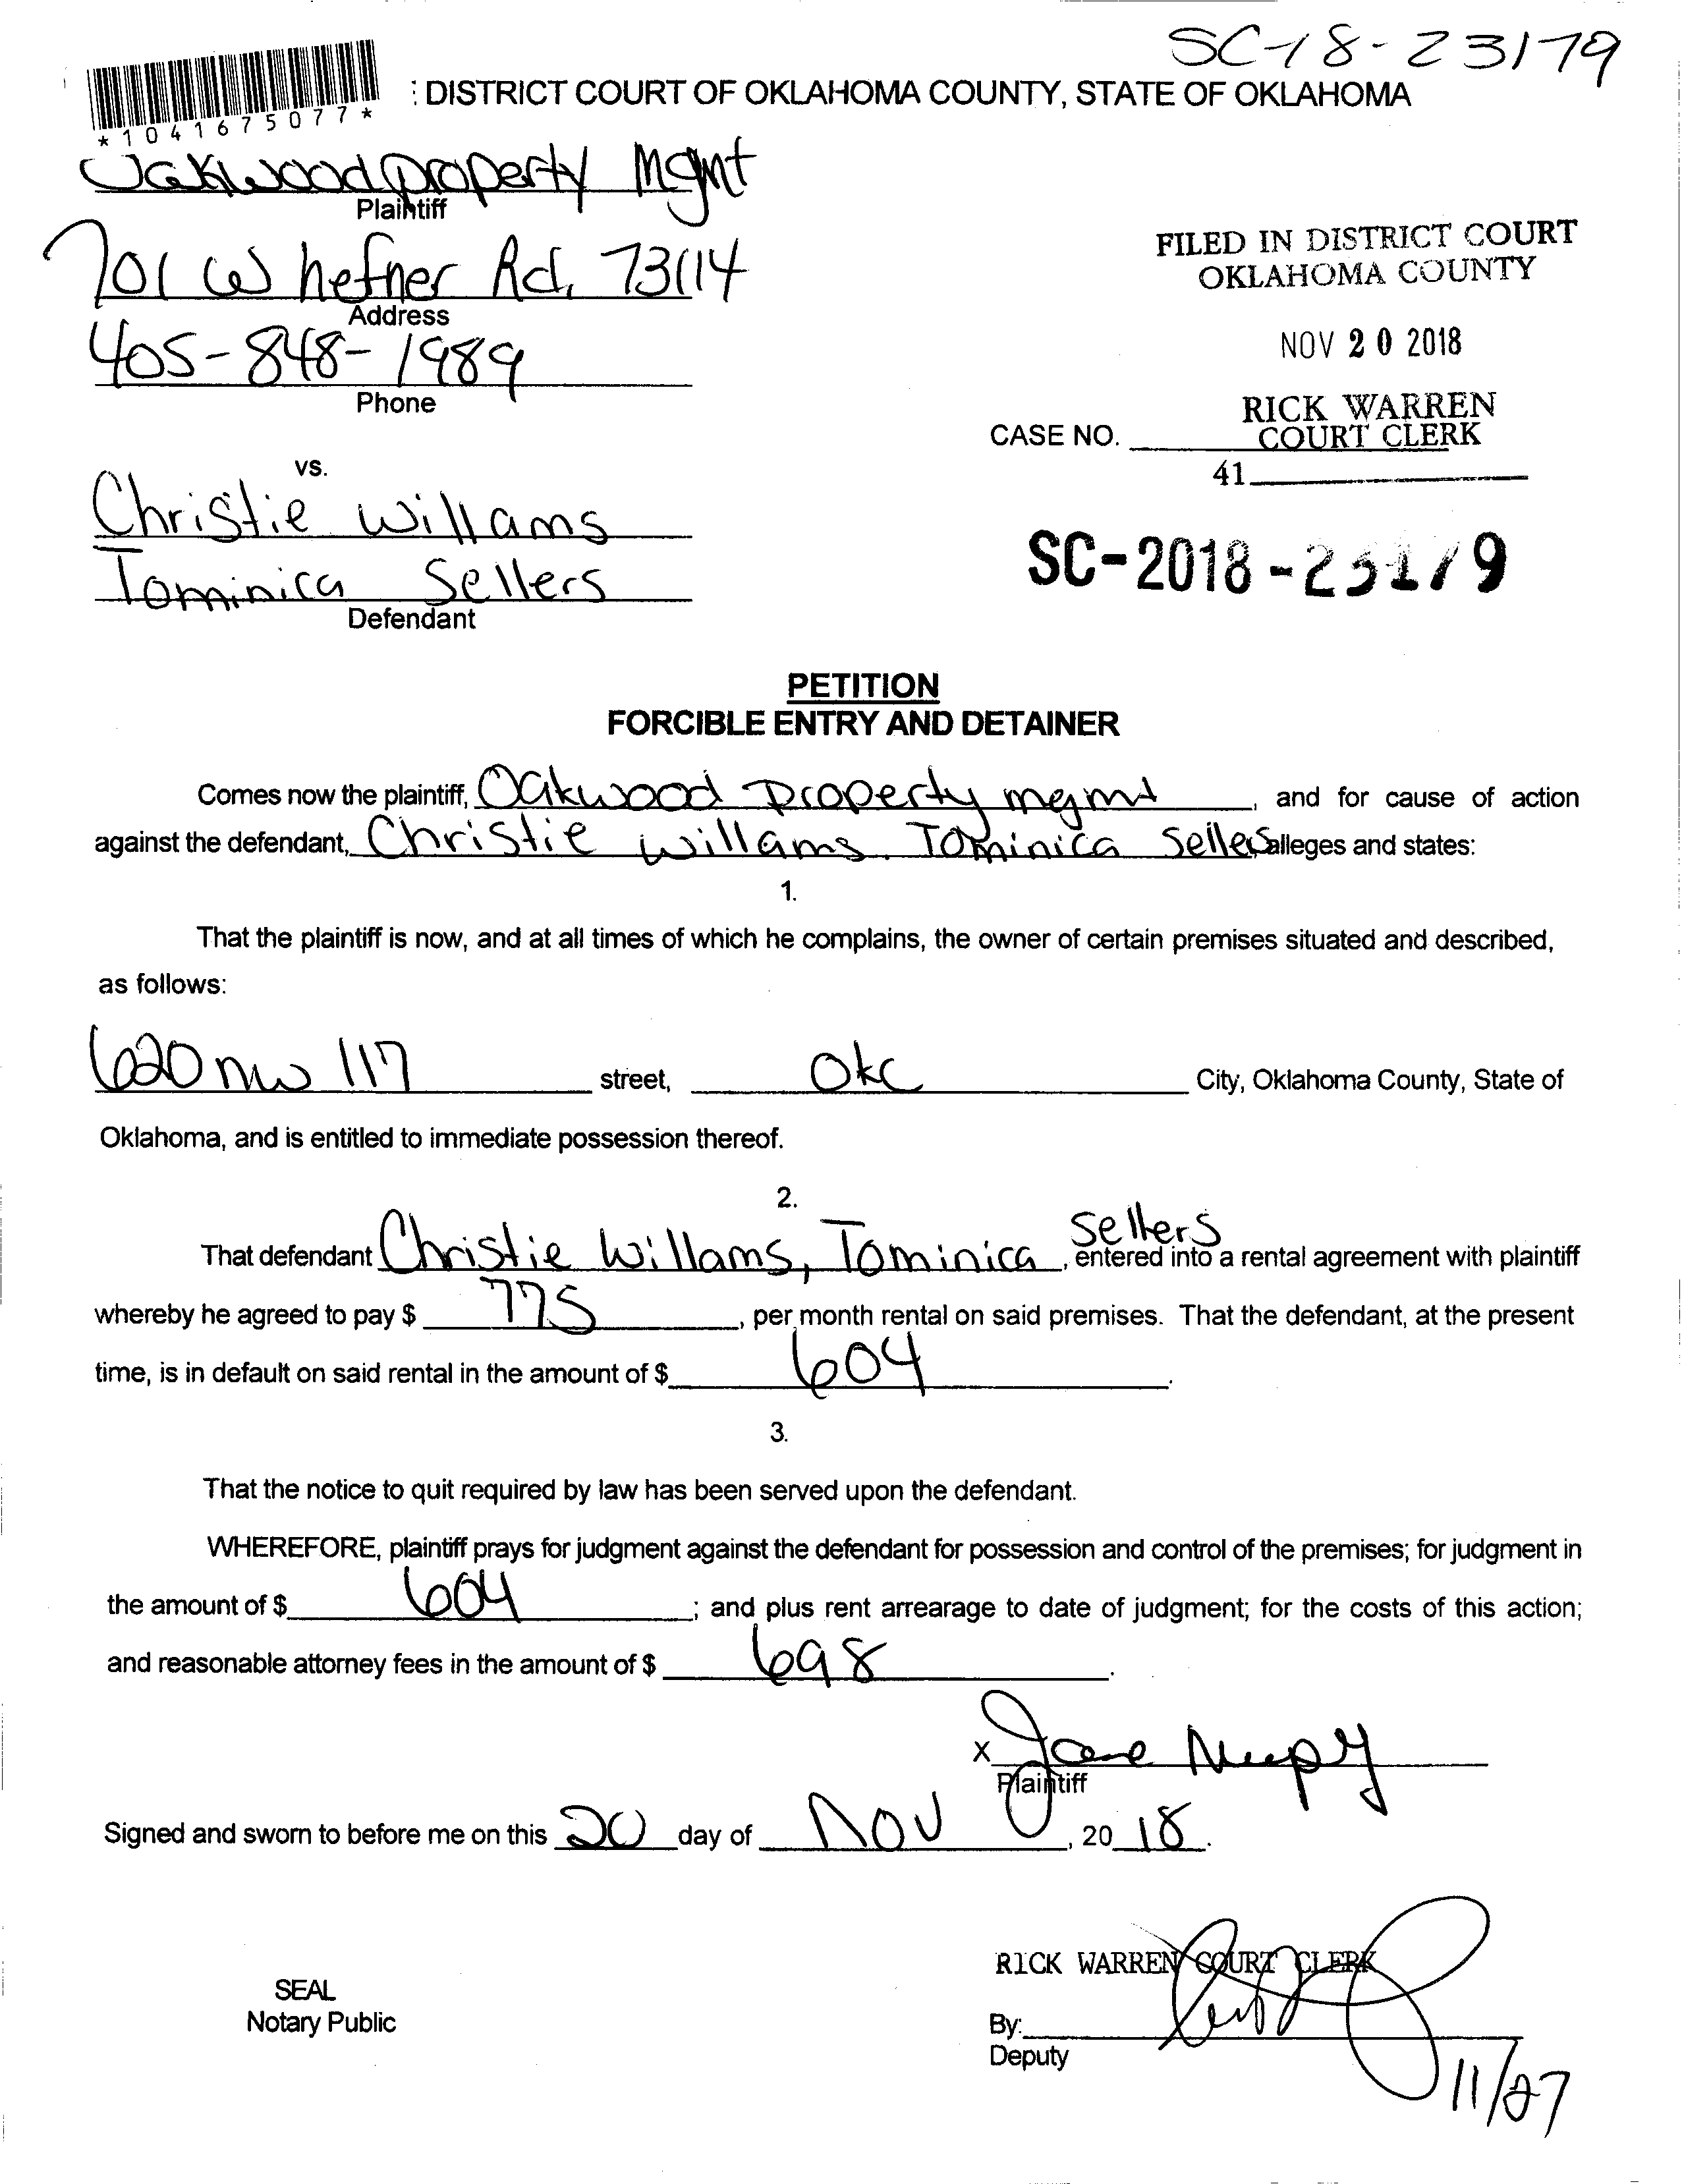 SC-18-23179
*1041675077*
: DISTRICT COURT OF OKLAHOMA COUNTY, STATE OF OKLAHOMA
Oakwood property Mgmt
Plaintiff
701 W hefner Rd, 73114
Address
405-848-1989
Phone
FILED IN DISTRICT COURT
OKLAHOMA COUNTY
NOV 20 2018
RICK WARREN
CASE NO. COURT CLERK
41
vs.
Christie Willams
Tominica Sellers
Defendant
SC-2018-23179
PETITION
FORCIBLE ENTRY AND DETAINER
Comes now the plaintiff, Oakwood property mgmt, and for cause of action
against the defendant, Christie Willams. Tominica Sellers alleges and states:
1.
That the plaintiff is now, and at all times of which he complains, the owner of certain premises situated and described,
as follows:
620 nw 117 street, Okc City, Oklahoma County, State of
Oklahoma, and is entitled to immediate possession thereof.
2.
That defendant Christie Willams, Tominica Sellers, entered into a rental agreement with plaintiff
whereby he agreed to pay $ 775, per month rental on said premises. That the defendant, at the present
time, is in default on said rental in the amount of $ 604.
3.
That the notice to quit required by law has been served upon the defendant.
WHEREFORE, plaintiff prays for judgment against the defendant for possession and control of the premises; for judgment in
the amount of $ 604; and plus rent arrearage to date of judgment; for the costs of this action;
and reasonable attorney fees in the amount of $ 698.
X
Plaintiff
Signed and sworn to before me on this 20 day of Nov, 20 18.
RICK WARREN COURT CLERK
SEAL
Notary Public
By:
Deputy
11/27